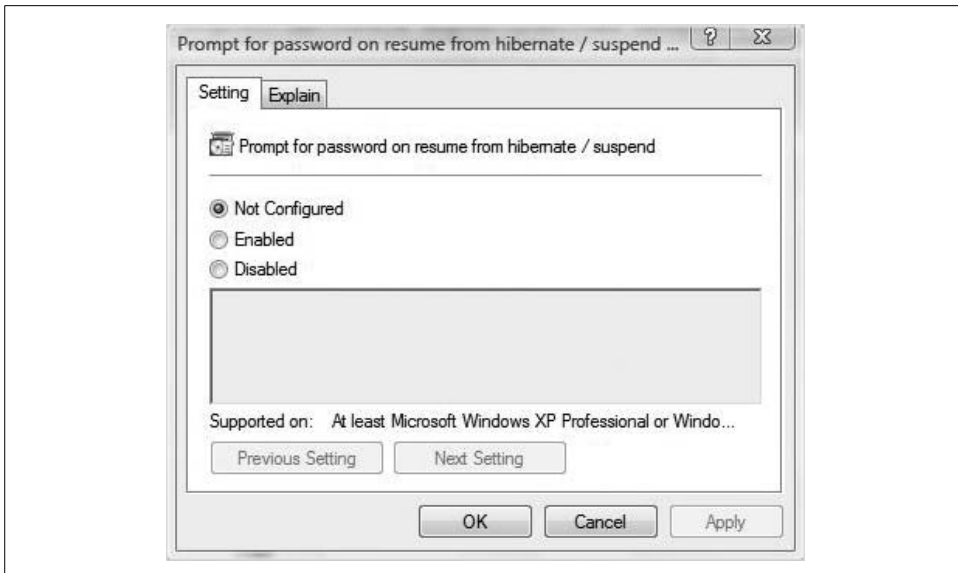 Prompt for password on resume from hibernate / suspend ...
Setting
Explain
Prompt for password on resume from hibernate / suspend
Not Configured
Enabled
Disabled
Supported on: At least Microsoft Windows XP Professional or Windo...
Previous Setting
Next Setting
OK
Cancel
Apply